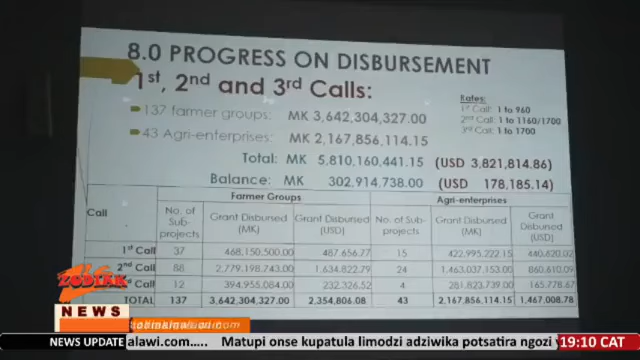 8.0 PROGRESS ON DISBURSEMENT
1st, 2nd and 3rd Calls:
137 farmer groups: MK 3,642,304,327.00
43 Agri-enterprises: MK 2,167,856,114.15
Total: MK 5,810,160,441.15 (USD 3,821,814.86)
Balance: MK 302,914,738.00 (USD 178,185.14)
Rates:
1st Call: 1 to 960
2nd Call: 1 to 1160/1700
3rd Call: 1 to 1700
Farmer Groups Agri-enterprises
Call No. of Sub-projects Grant Disbursed (MK) Grant Disbursed (USD) No. of Sub-projects Grant Disbursed (MK) Grant Disbursed (USD)
1st Call 37 468,150,500.00 487,656.77 15 422,995,222.15 440,620.02
2nd Call 88 2,779,198,743.00 1,634,822.79 24 1,463,037,153.00 860,610.09
Call 12 394,955,084.00 232,326.52 4 281,823,739.00 165,778.67
TOTAL 137 3,642,304,327.00 2,354,806.08 43 2,167,856,114.15 1,467,008.78
ZODIAK
NEWS
NEWS UPDATE alawi.com..... Matupi onse kupatula limodzi adziwika potsatira ngozi 19:10 CAT